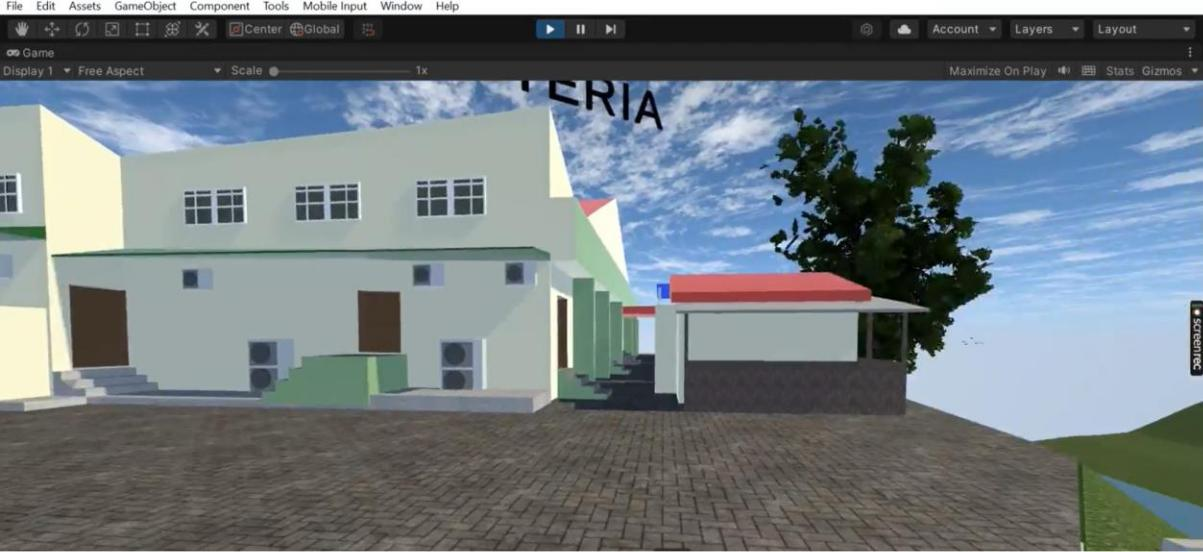 File Edit Assets GameObject Component Tools Mobile Input Window Help
Center Global Account Layers Layout
Game
Display 1 Free Aspect Scale 1x Maximize On Play Stats Gizmos
TERIA
screenrec